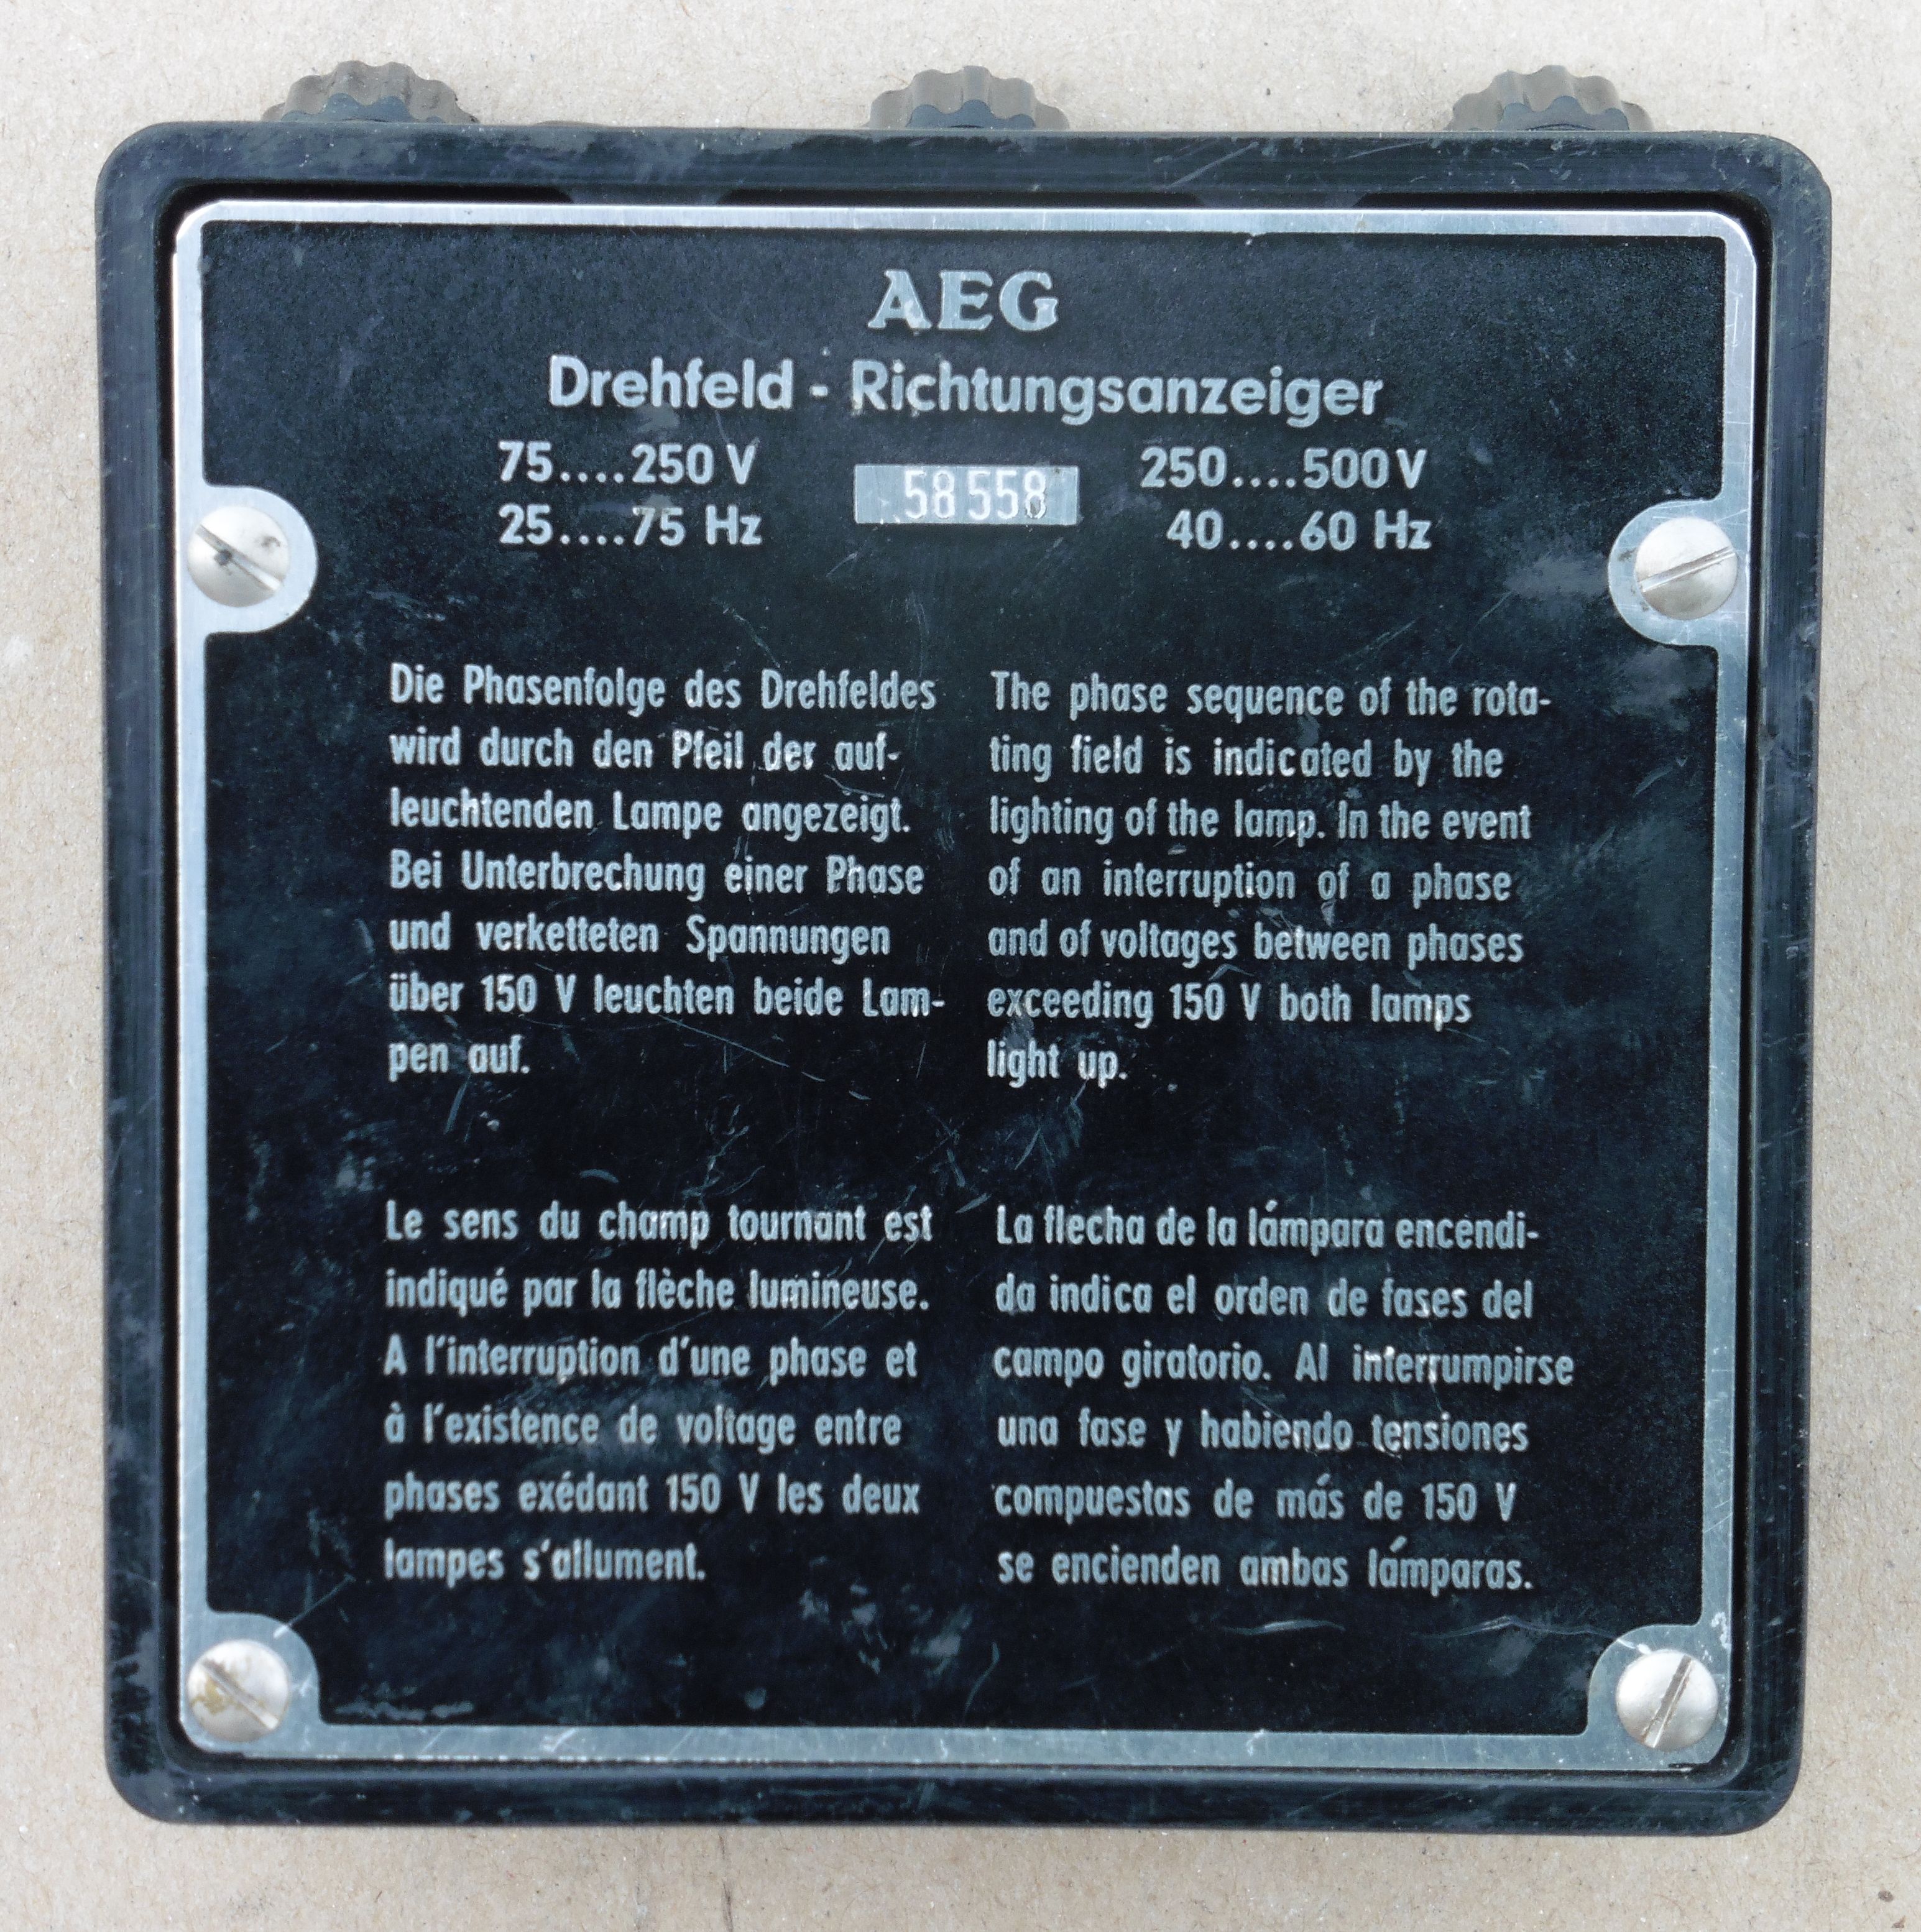 AEG
Drehfeld - Richtungsanzeiger
75....250 V
25....75 Hz
58 558
250....500 V
40....60 Hz
Die Phasenfolge des Drehfeldes
wird durch den Pfeil der auf-
leuchtenden Lampe angezeigt.
Bei Unterbrechung einer Phase
und verketteten Spannungen
über 150 V leuchten beide Lam-
pen auf.
The phase sequence of the rota-
ting field is indicated by the
lighting of the lamp. In the event
of an interruption of a phase
and of voltages between phases
exceeding 150 V both lamps
light up.
Le sens du champ tournant est
indiqué par la flèche lumineuse.
A l'interruption d'une phase et
à l'existence de voltage entre
phases exédant 150 V les deux
lampes s'allument.
La flecha de la lámpara encendi-
da indica el orden de fases del
campo giratorio. Al interrumpirse
una fase y habiendo tensiones
compuestas de más de 150 V
se encienden ambas lámparas.